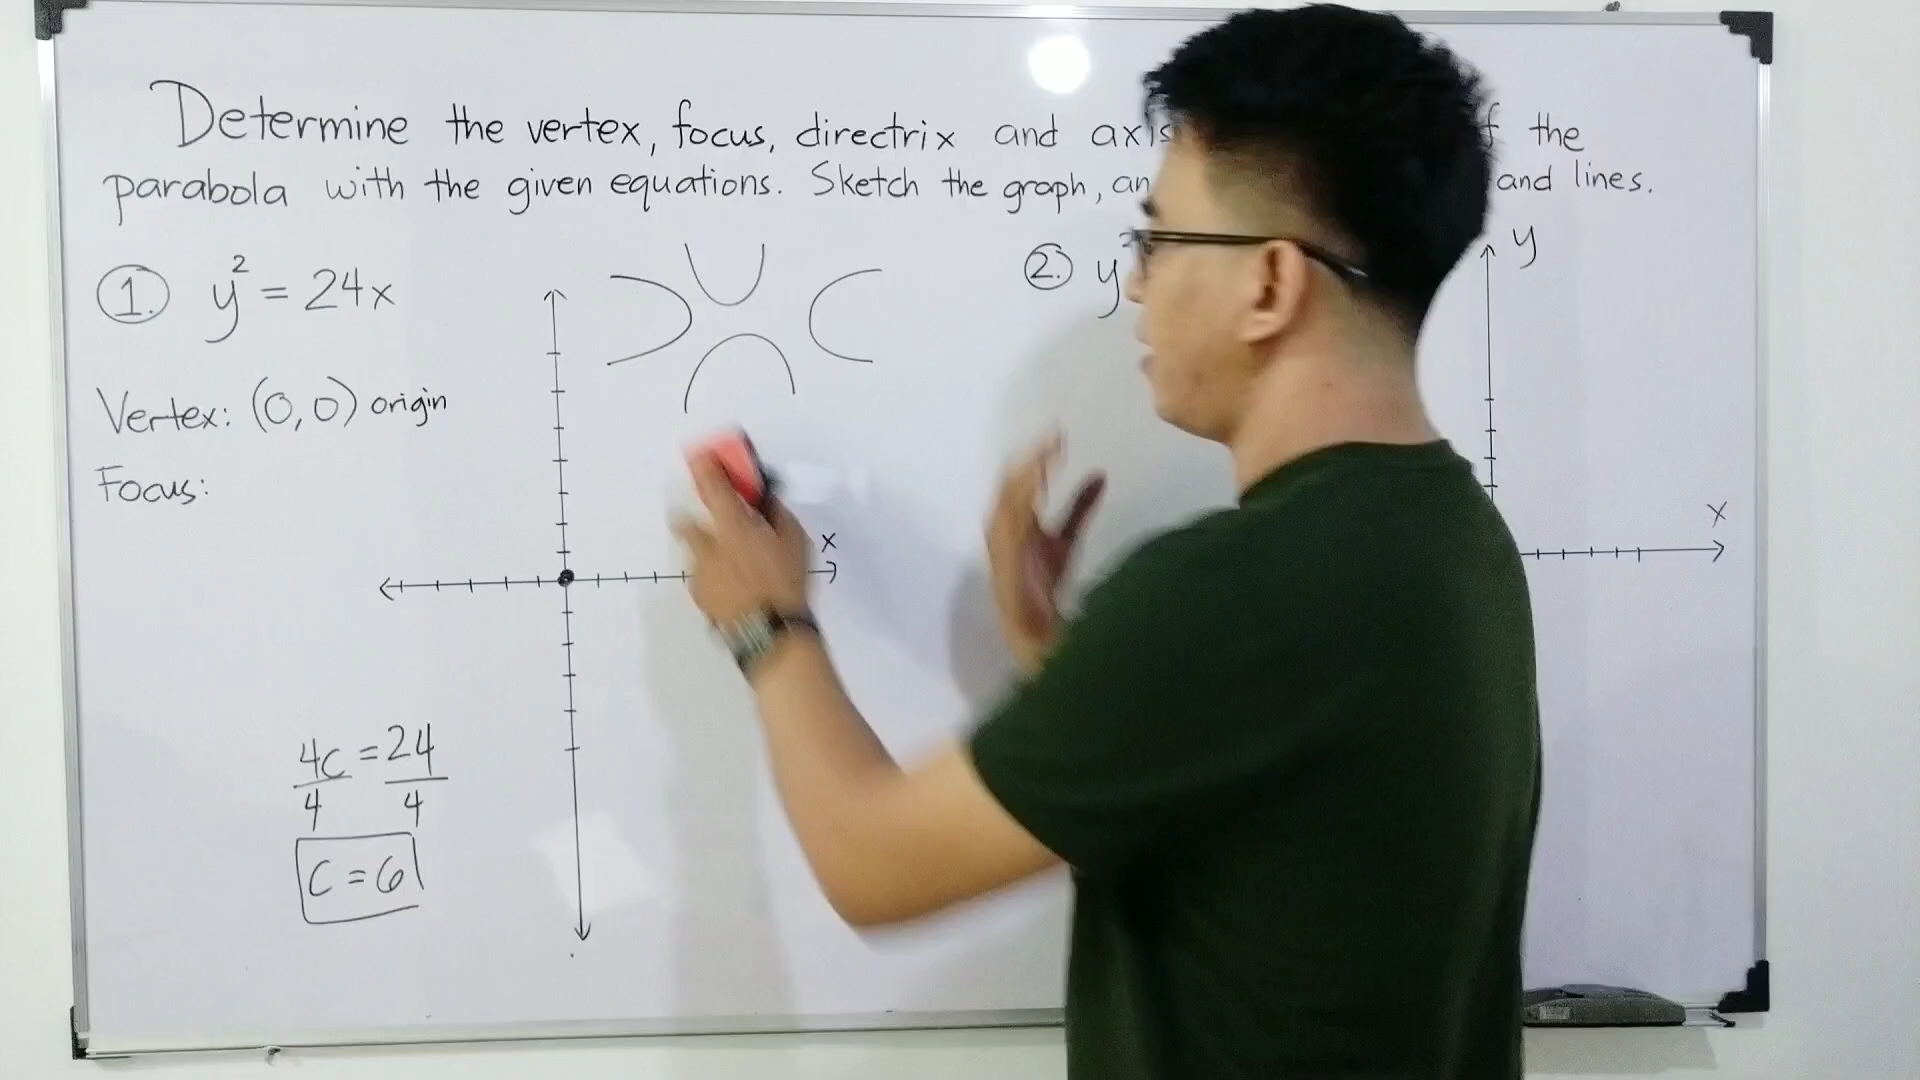 Determine the vertex, focus, directrix and axis the
parabola with the given equations. Sketch the graph, and lines.
1. y² = 24x
Vertex: (0,0) origin
Focus:
4c = 24
4 4
c = 6
x
2. y²
y
x